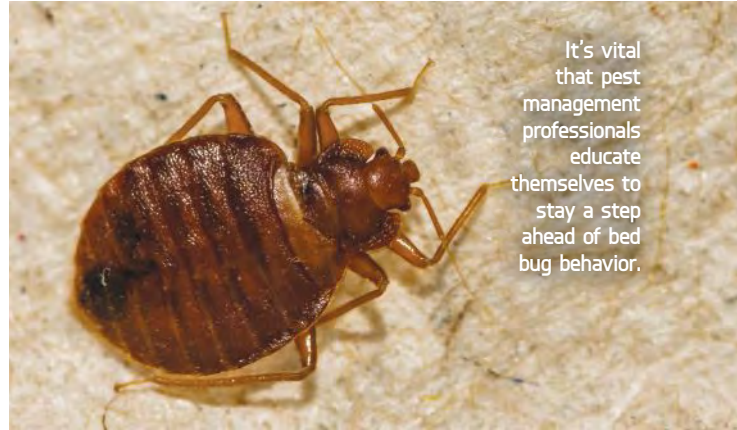 It's vital
that pest
management
professionals
educate
themselves to
stay a step
ahead of bed
bug behavior.